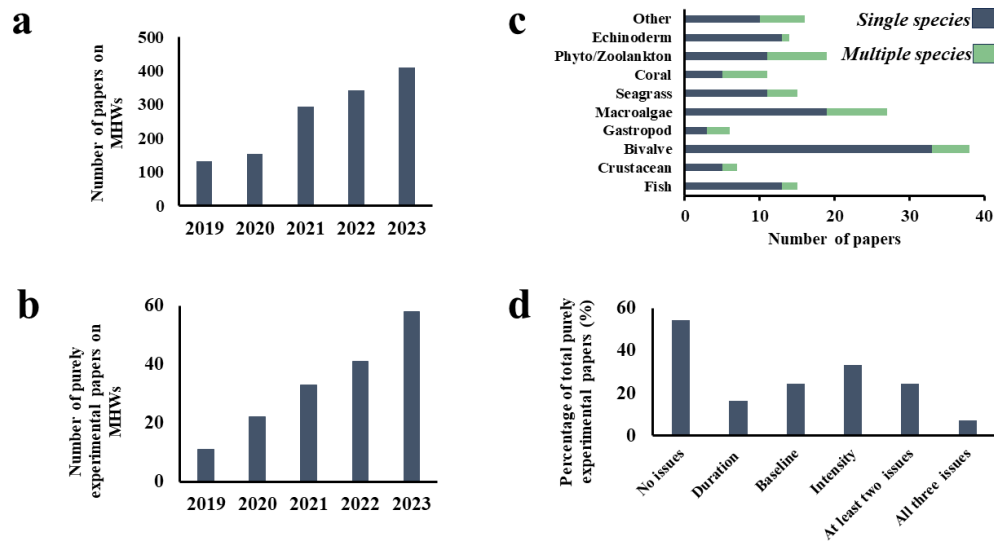 a
Number of papers on
MHWs
500
400
300
200
100
0
2019 2020 2021 2022 2023
b
Number of purely
experimental papers on
MHWs
60
40
20
0
2019 2020 2021 2022 2023
c
Single species
Multiple species
Other
Echinoderm
Phyto/Zoolankton
Coral
Seagrass
Macroalgae
Gastropod
Bivalve
Crustacean
Fish
0 10 20 30 40
Number of papers
d
Percentage of total purely
experimental papers (%)
60
40
20
0
No issues
Duration
Baseline
Intensity
At least two issues
All three issues